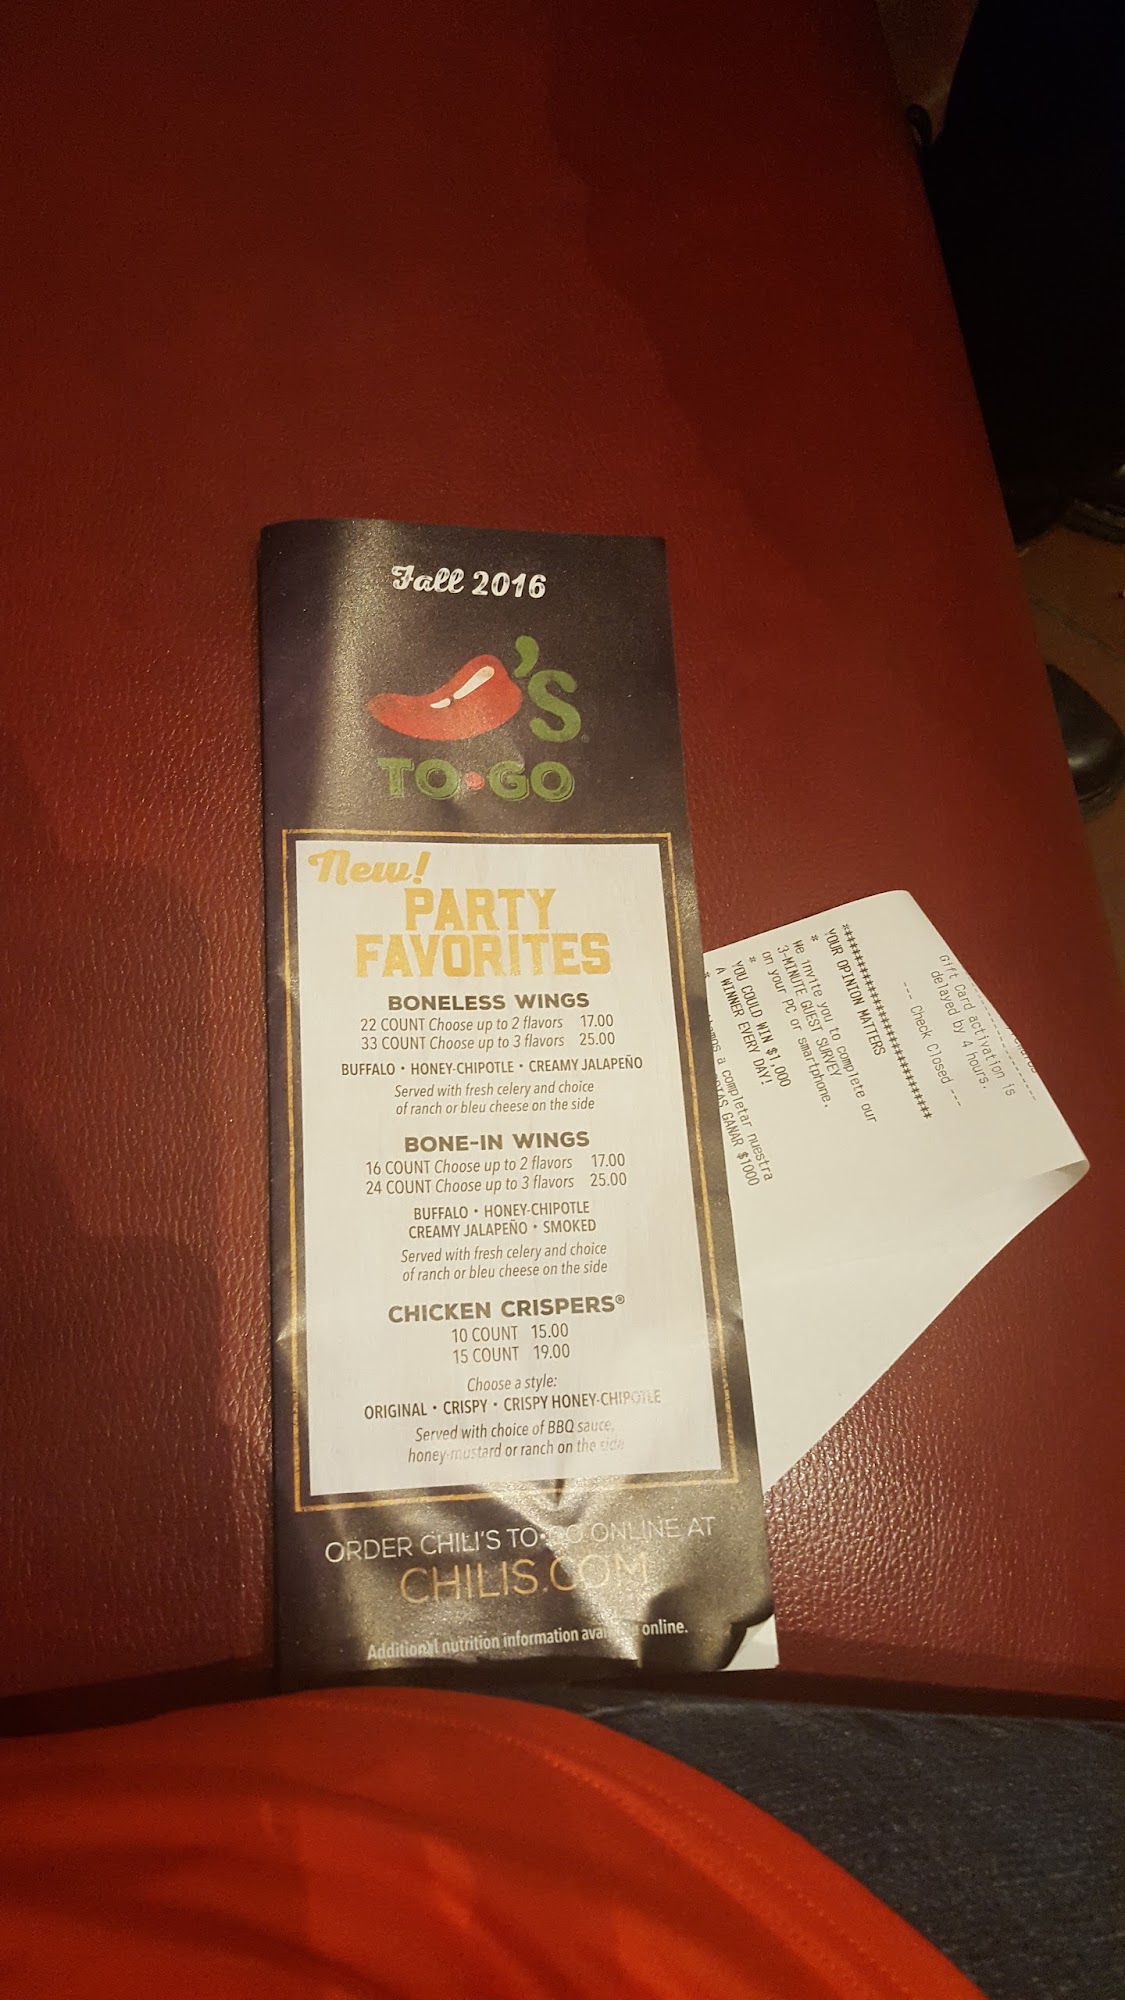 Fall 2016
's
TO•GO
New!
PARTY
FAVORITES
BONELESS WINGS
22 COUNT Choose up to 2 flavors 17.00
33 COUNT Choose up to 3 flavors 25.00
BUFFALO • HONEY-CHIPOTLE • CREAMY JALAPEÑO
Served with fresh celery and choice
of ranch or bleu cheese on the side
BONE-IN WINGS
16 COUNT Choose up to 2 flavors 17.00
24 COUNT Choose up to 3 flavors 25.00
BUFFALO • HONEY-CHIPOTLE
CREAMY JALAPEÑO • SMOKED
Served with fresh celery and choice
of ranch or bleu cheese on the side
CHICKEN CRISPERS®
10 COUNT 15.00
15 COUNT 19.00
Choose a style:
ORIGINAL • CRISPY • CRISPY HONEY-CHIPOTLE
Served with choice of BBQ sauce,
honey-mustard or ranch on the side
ORDER CHILI'S TO•GO ONLINE AT
CHILIS.COM
Additional nutrition information available online.
Gift Card activation is
delayed by 4 hours.
--- Check Closed ---
YOUR OPINION MATTERS
*
We invite you to complete our
3-MINUTE GUEST SURVEY
on your PC or smartphone.
*
YOU COULD WIN $1,000
A WINNER EVERY DAY!
*
a completar nuestra
GANAR $1000